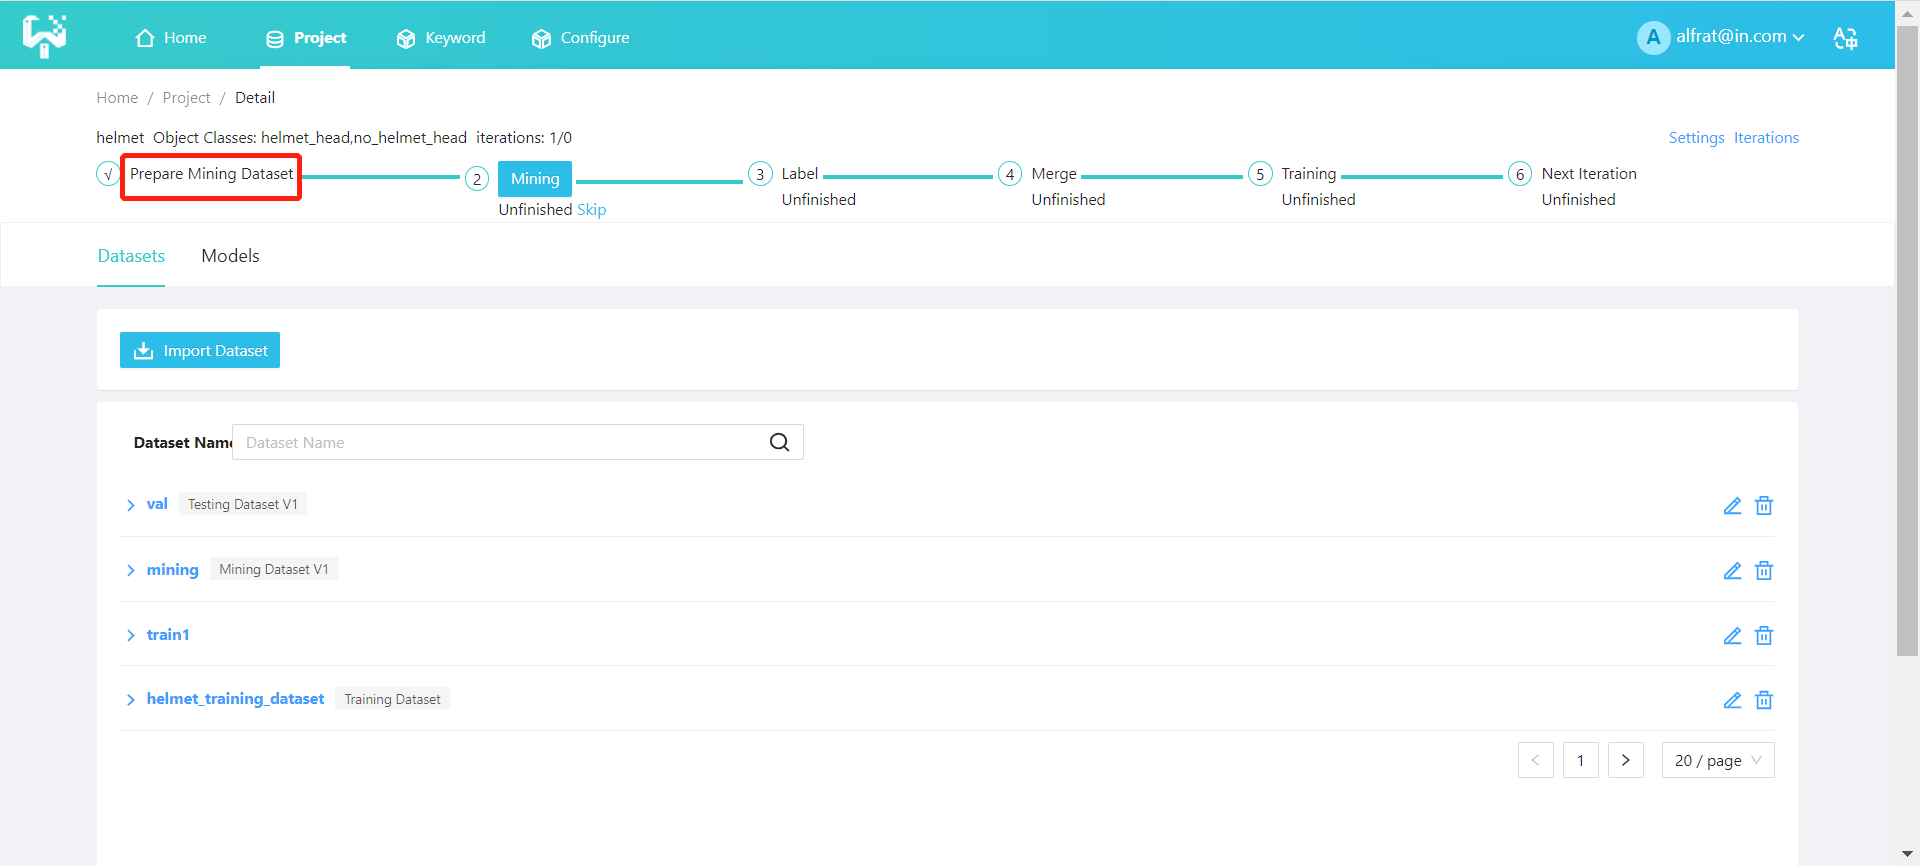 Home Project Keyword Configure A alfrat@in.com
Home / Project / Detail
helmet Object Classes: helmet_head,no_helmet_head iterations: 1/0 Settings Iterations
√ Prepare Mining Dataset 2 Mining 3 Label 4 Merge 5 Training 6 Next Iteration
Unfinished Skip Unfinished Unfinished Unfinished Unfinished
Datasets Models
Import Dataset
Dataset Name Dataset Name
val Testing Dataset V1
mining Mining Dataset V1
train1
helmet_training_dataset Training Dataset
< 1 > 20 / page